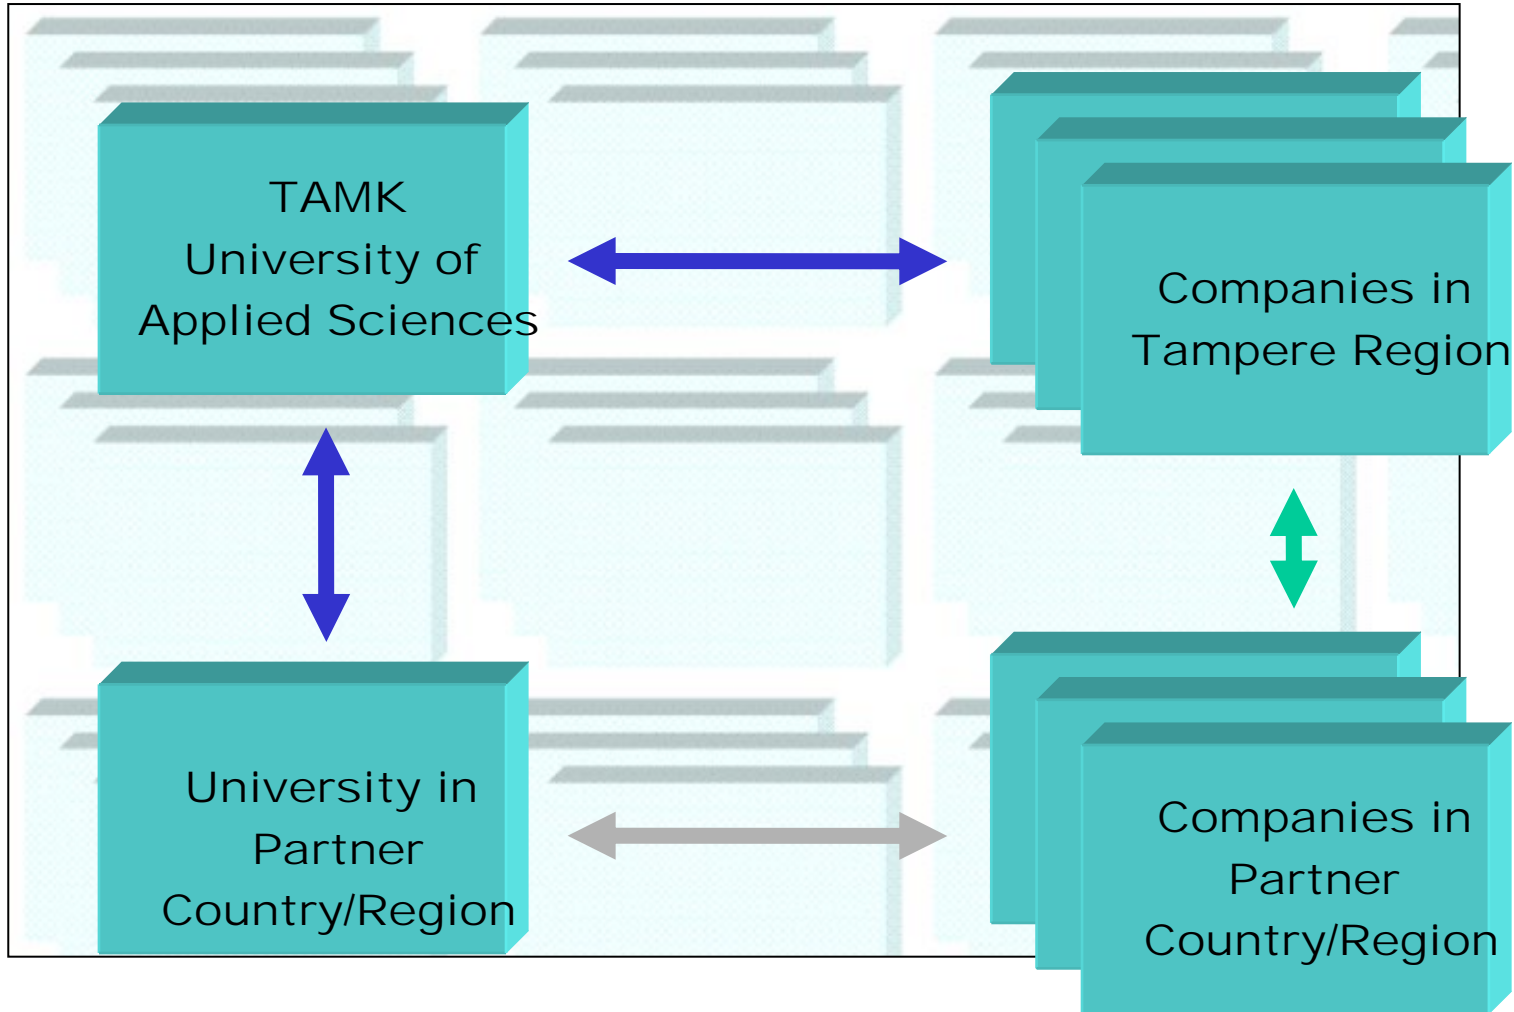 TAMK
University of
Applied Sciences
Companies in
Tampere Region
University in
Partner
Country/Region
Companies in
Partner
Country/Region